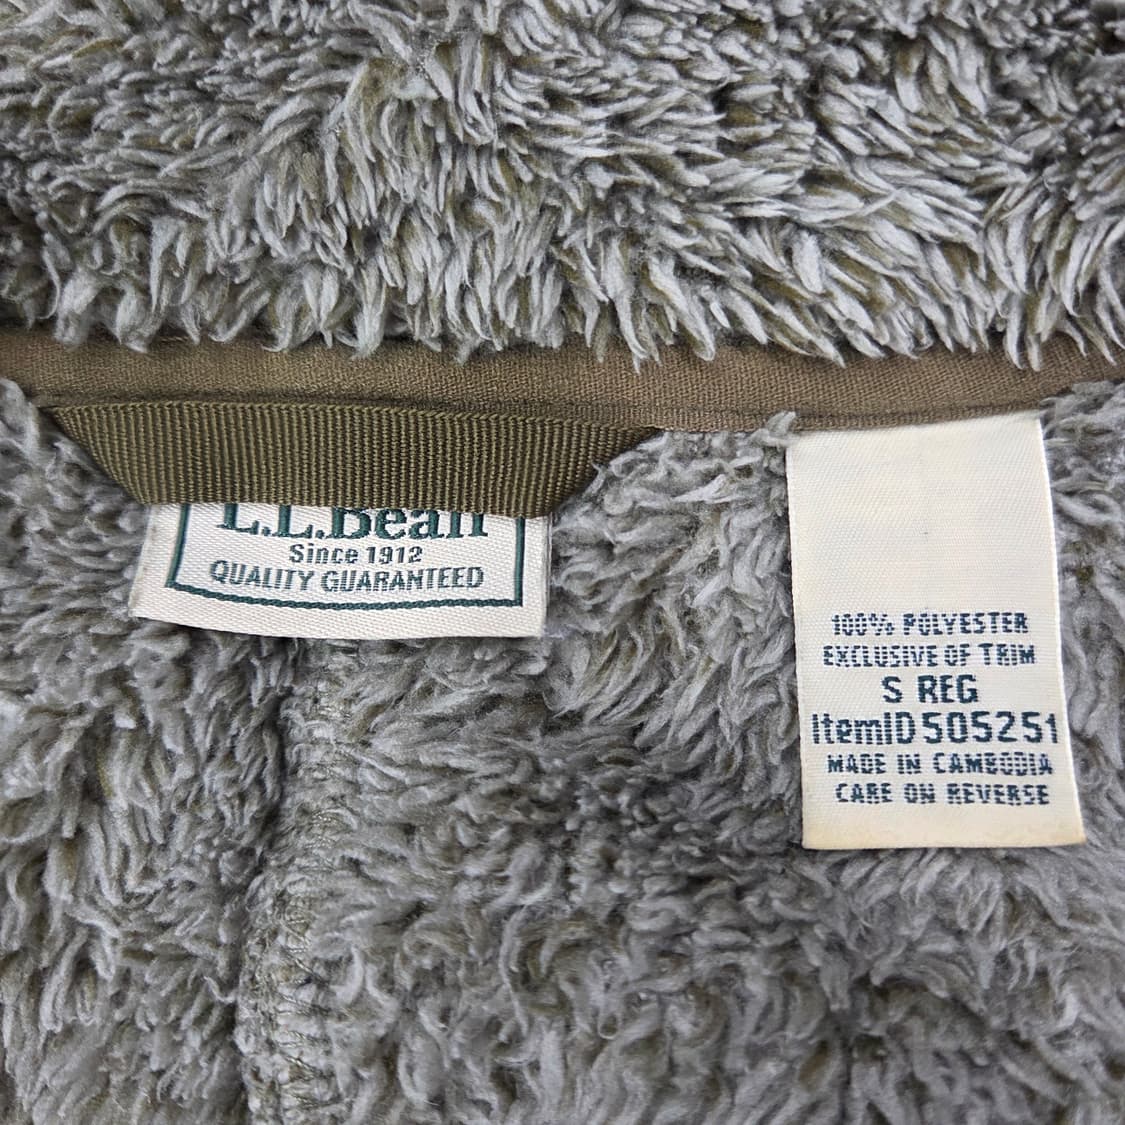 L.L.Bean
Since 1912
QUALITY GUARANTEED
100% POLYESTER
EXCLUSIVE OF TRIM
S REG
ItemID 505251
MADE IN CAMBODIA
CARE ON REVERSE